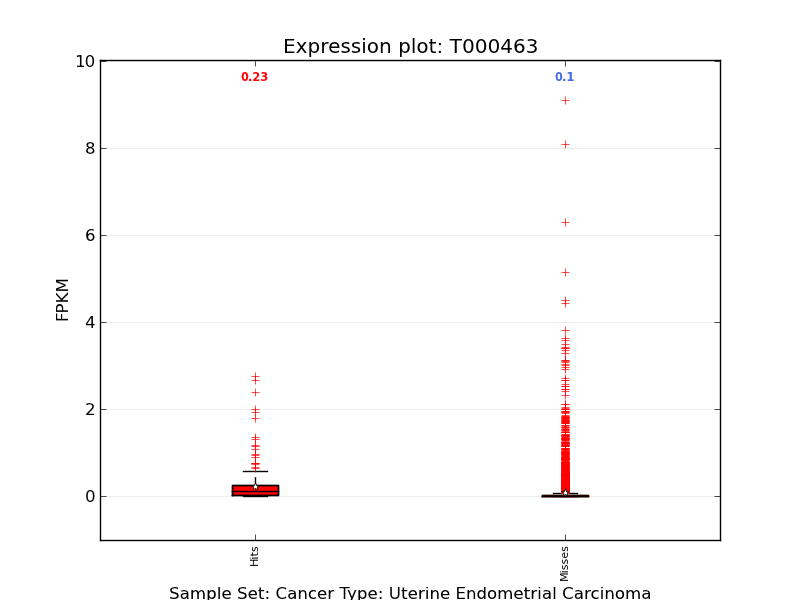 Expression plot: T000463
10
0.23
0.1
8
6
FPKM
4
2
0
Hits
Misses
Sample Set: Cancer Type: Uterine Endometrial Carcinoma